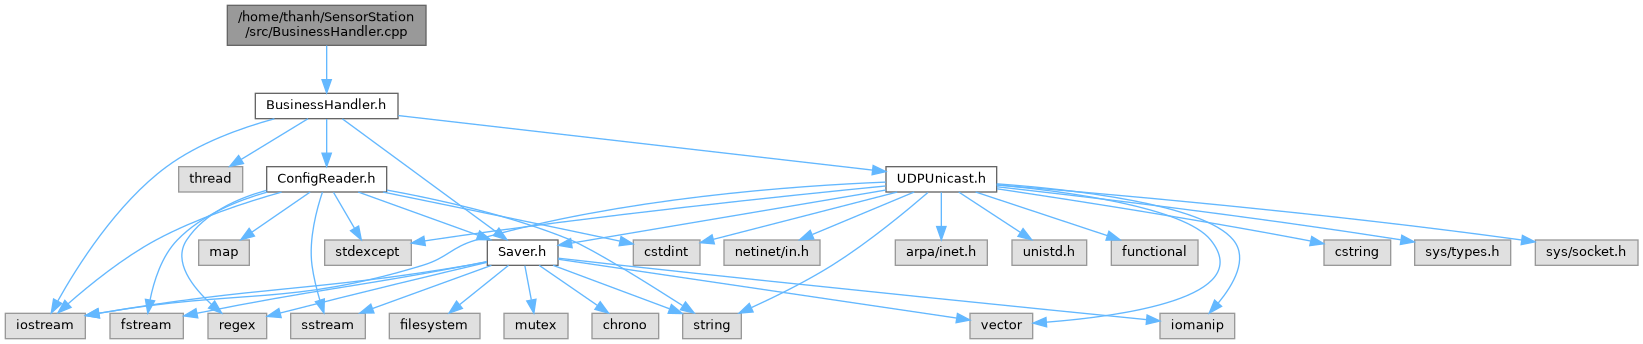 /home/thanh/SensorStation
/src/BusinessHandler.cpp
BusinessHandler.h
thread
ConfigReader.h
UDPUnicast.h
map
stdexcept
Saver.h
cstdint
netinet/in.h
arpa/inet.h
unistd.h
functional
cstring
sys/types.h
sys/socket.h
iostream
fstream
regex
sstream
filesystem
mutex
chrono
string
vector
iomanip